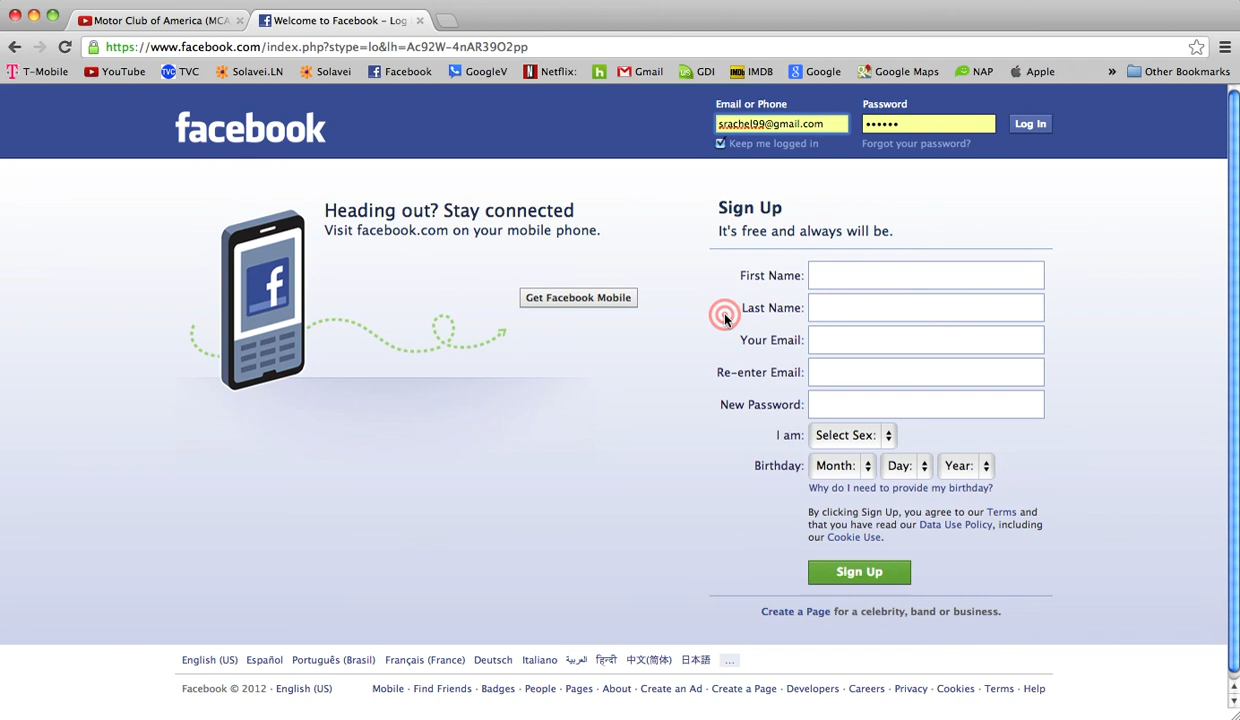 Motor Club of America (MCA
Welcome to Facebook – Log
https://www.facebook.com/index.php?stype=lo&lh=Ac92W-4nAR39O2pp
T-Mobile YouTube TVC Solavei.LN Solavei Facebook GoogleV Netflix: Gmail GDI IMDB Google Google Maps NAP Apple » Other Bookmarks
Email or Phone Password
facebook
srachel99@gmail.com •••••• Log In
Keep me logged in Forgot your password?
Heading out? Stay connected
Visit facebook.com on your mobile phone.
Get Facebook Mobile
Sign Up
It's free and always will be.
First Name:
Last Name:
Your Email:
Re-enter Email:
New Password:
I am: Select Sex:
Birthday: Month: Day: Year:
Why do I need to provide my birthday?
By clicking Sign Up, you agree to our Terms and
that you have read our Data Use Policy, including
our Cookie Use.
Sign Up
Create a Page for a celebrity, band or business.
English (US) Español Português (Brasil) Français (France) Deutsch Italiano العربية हिन्दी 中文(简体) 日本語 ...
Facebook © 2012 · English (US) Mobile · Find Friends · Badges · People · Pages · About · Create an Ad · Create a Page · Developers · Careers · Privacy · Cookies · Terms · Help